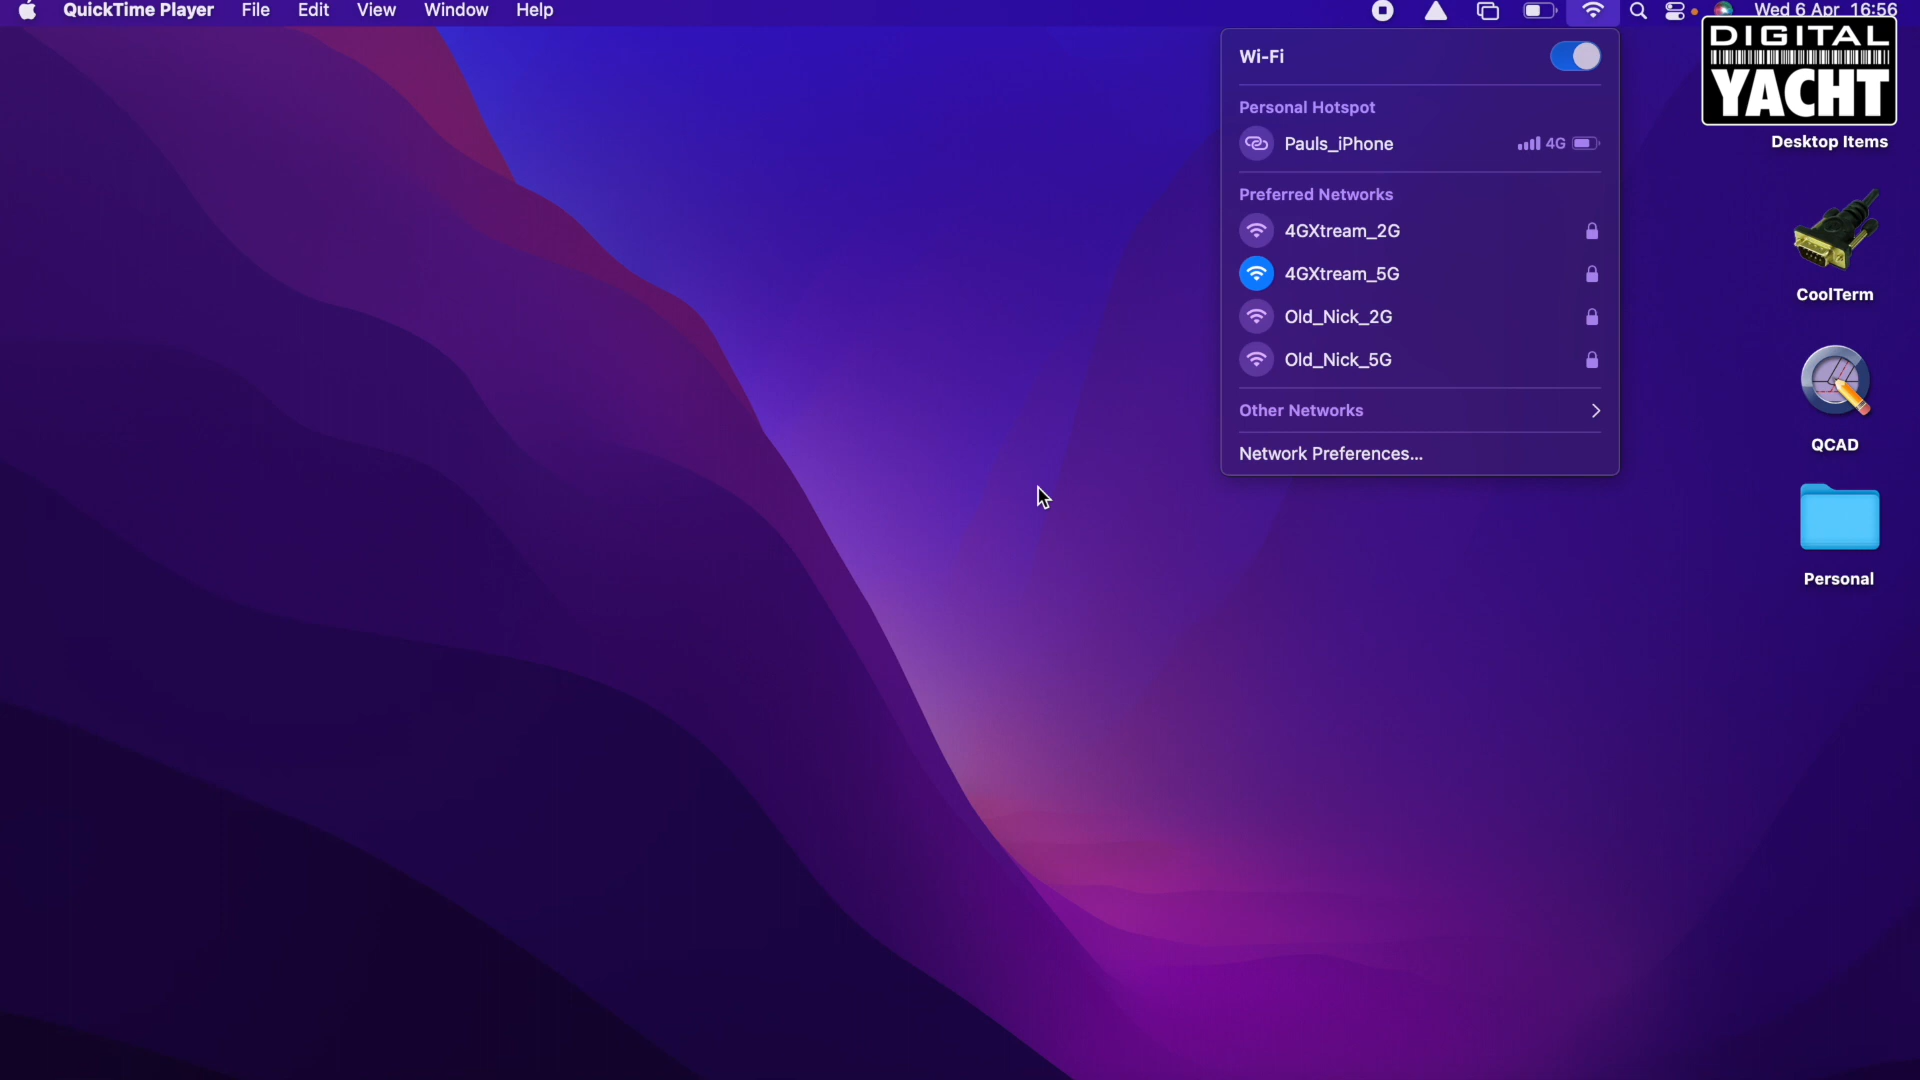 QuickTime Player File Edit View Window Help Wed 6 Apr 16:56
DIGITAL
YACHT
Desktop Items
CoolTerm
QCAD
Personal
Wi-Fi
Personal Hotspot
Pauls_iPhone 4G
Preferred Networks
4GXtream_2G
4GXtream_5G
Old_Nick_2G
Old_Nick_5G
Other Networks
Network Preferences...